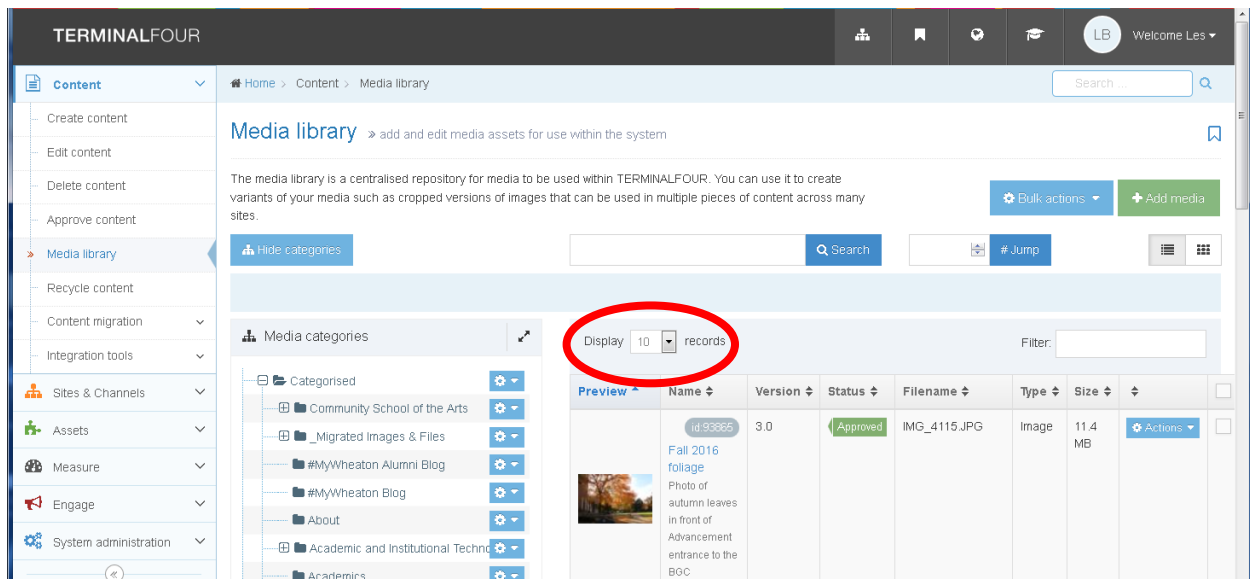 TERMINALFOUR
LB
Welcome Les
Content
Create content
Edit content
Delete content
Approve content
Media library
Recycle content
Content migration
Integration tools
Sites & Channels
Assets
Measure
Engage
System administration
Home > Content > Media library
Search ...
Media library » add and edit media assets for use within the system
The media library is a centralised repository for media to be used within TERMINALFOUR. You can use it to create
variants of your media such as cropped versions of images that can be used in multiple pieces of content across many
sites.
Bulk actions
Add media
Hide categories
Search
# Jump
Media categories
Categorised
Community School of the Arts
_Migrated Images & Files
#MyWheaton Alumni Blog
#MyWheaton Blog
About
Academic and Institutional Techno
Academics
Display 10 records
Filter:
Preview Name Version Status Filename Type Size
id:93865 3.0 Approved IMG_4115.JPG Image 11.4 MB Actions
Fall 2016
foliage
Photo of
autumn leaves
in front of
Advancement
entrance to the
BGC